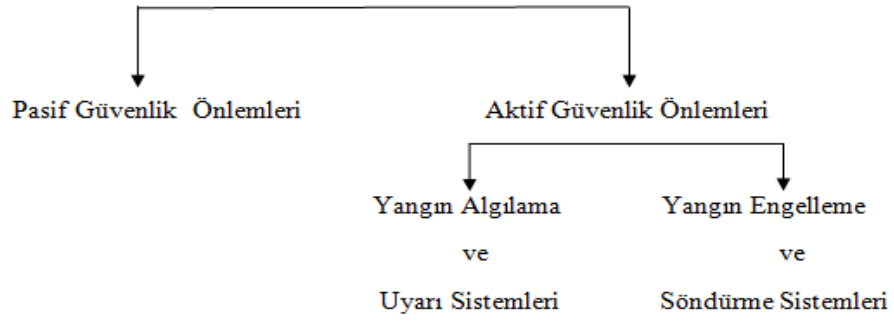 Pasif Güvenlik Önlemleri
Aktif Güvenlik Önlemleri
Yangın Algılama
ve
Uyarı Sistemleri
Yangın Engelleme
ve
Söndürme Sistemleri